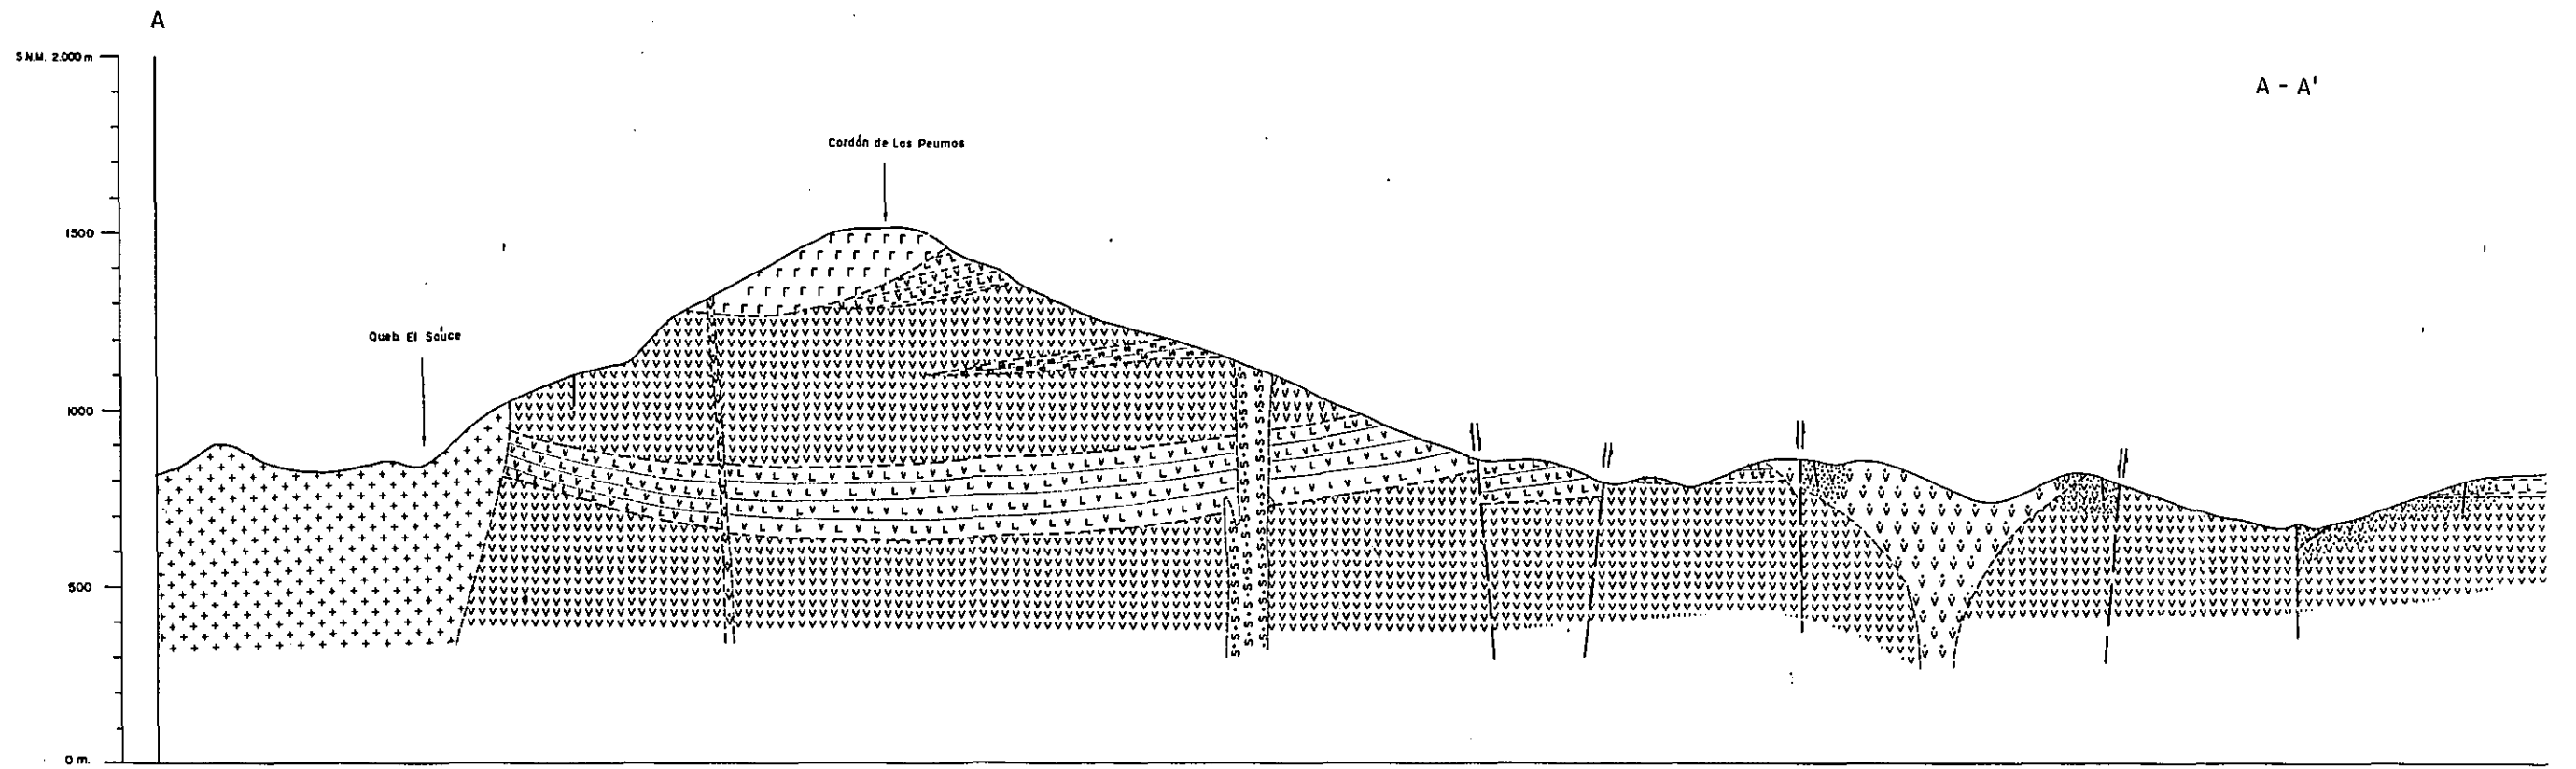 A
S.N.M. 2.000 m
A - A'
Cordón de Los Peumos
1500
Queb. El Sauce
1000
500
0 m.